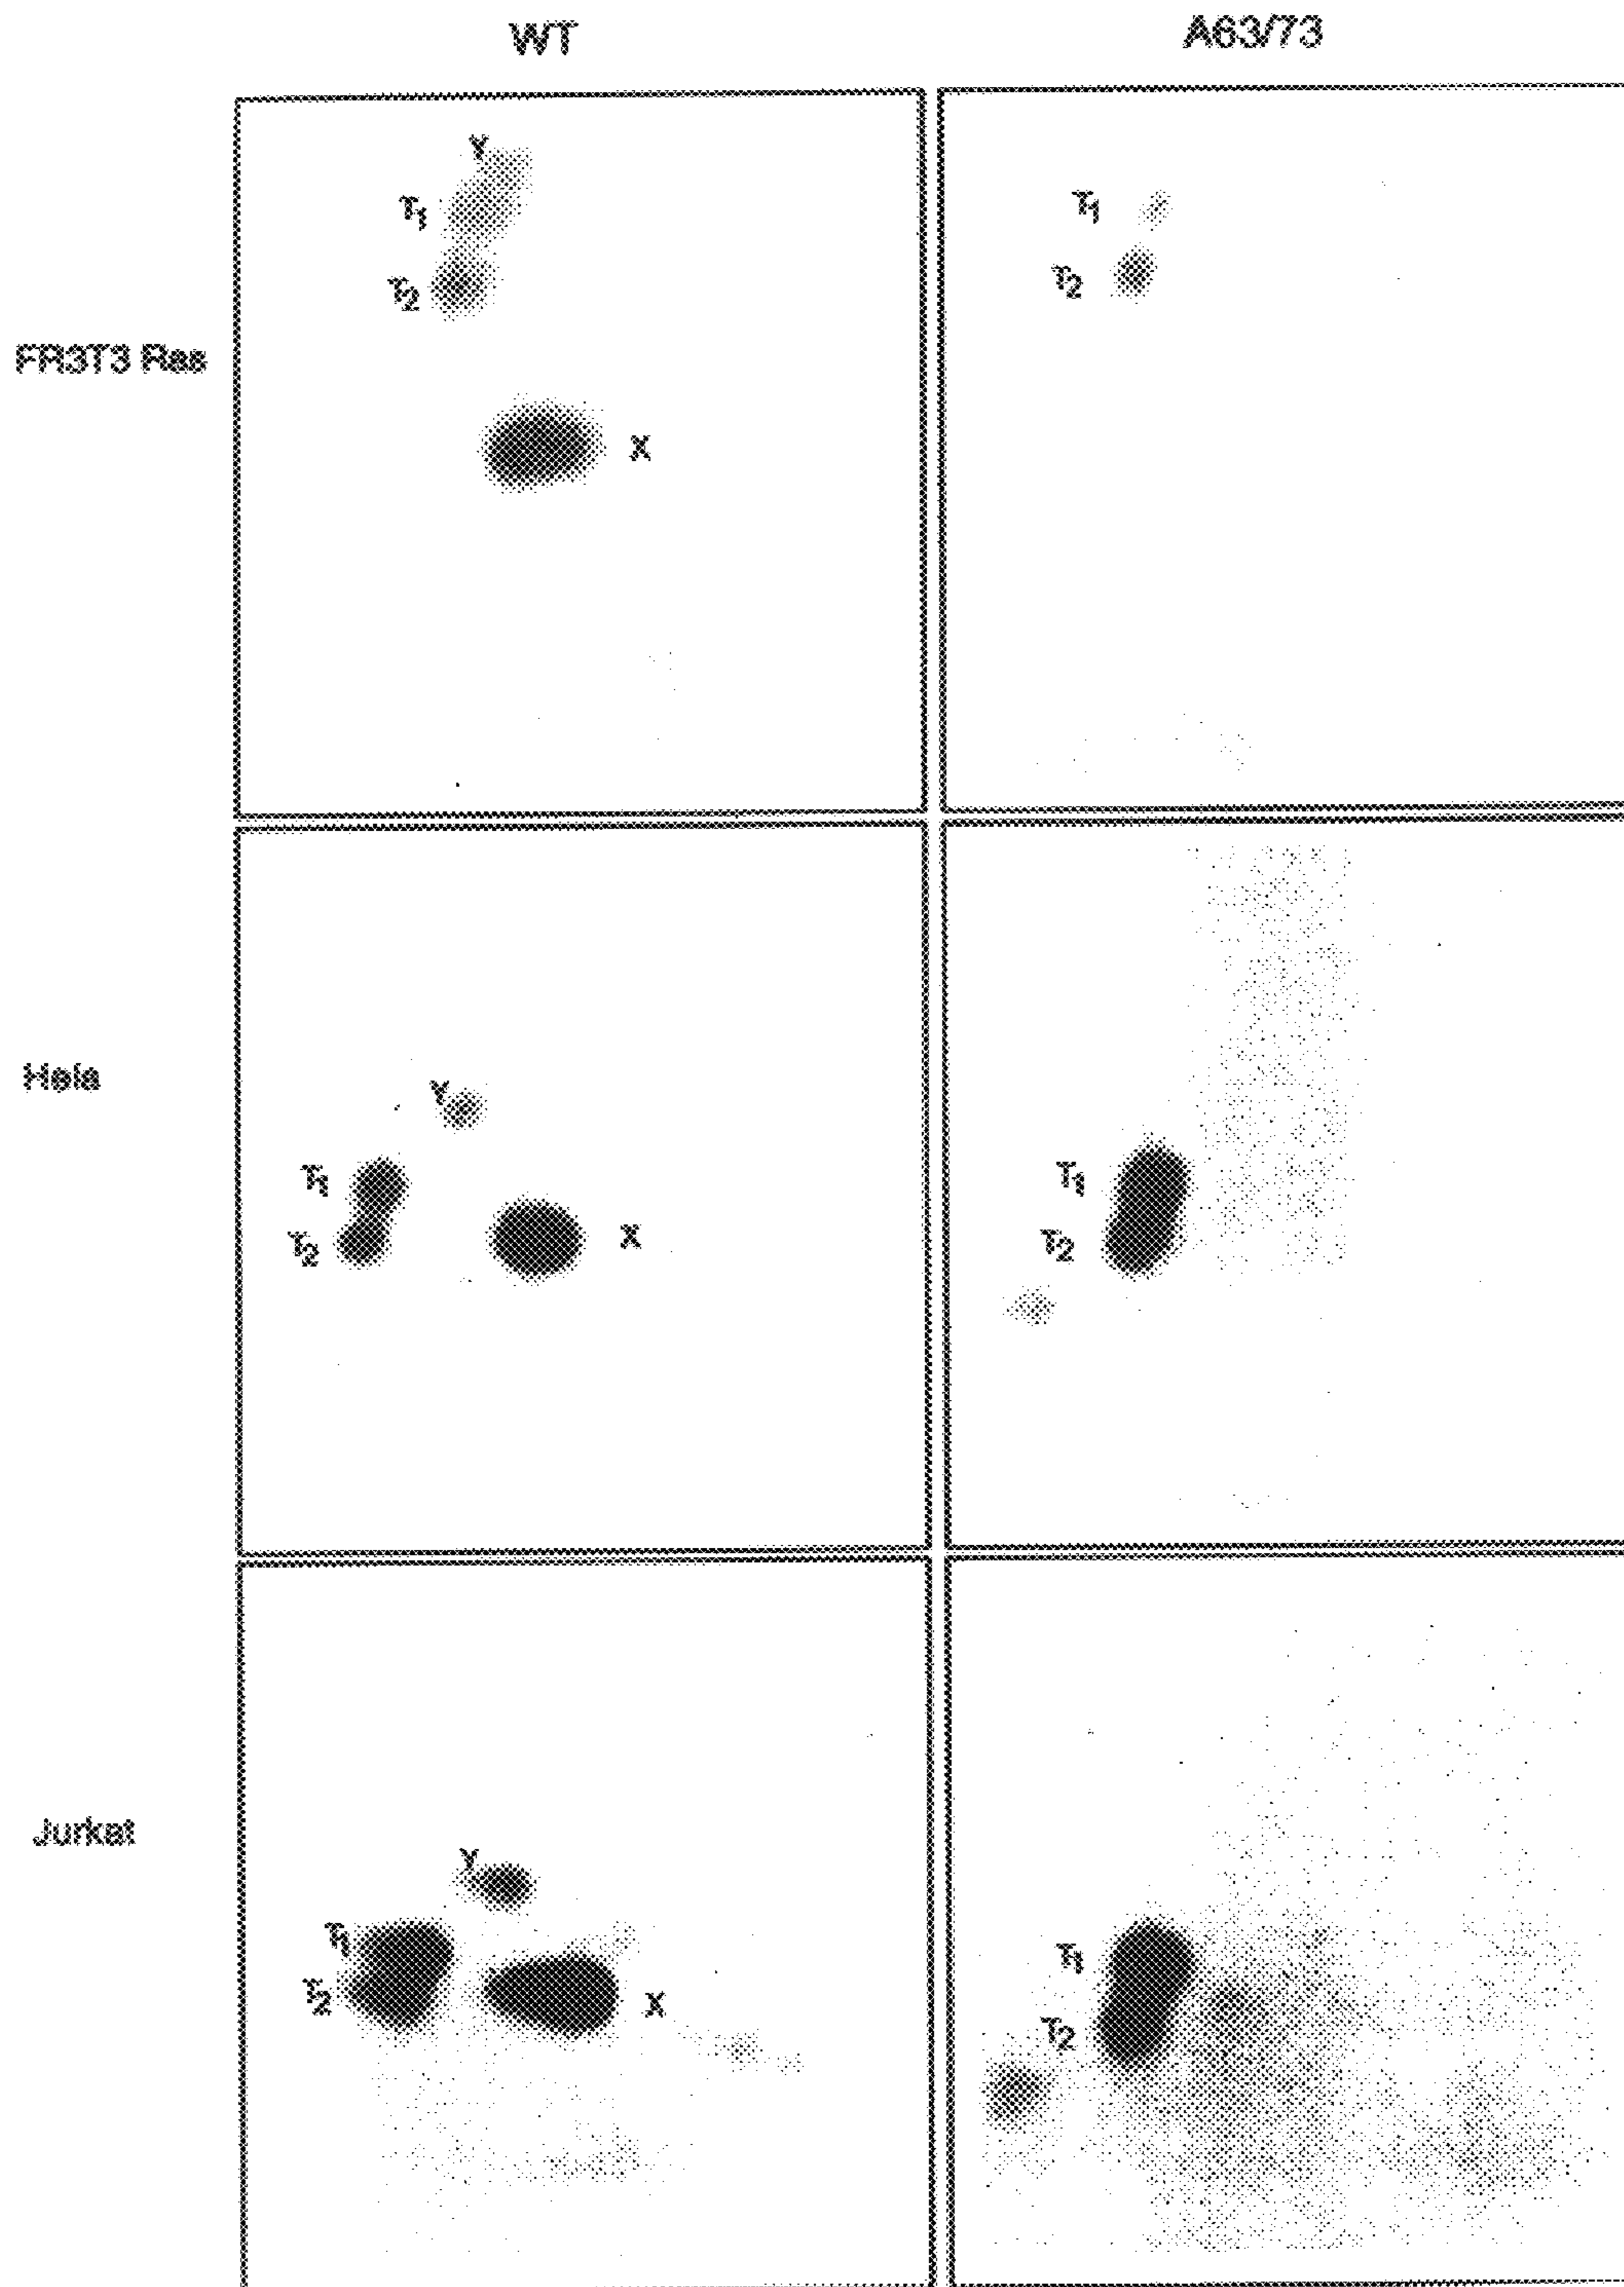 WT A63/73
Y
T1 T1
T2 T2
FR3T3 Ras
X
Hela
Y
T1 T1
T2 X T2
Jurkat
Y
T1 T1
T2 X T2